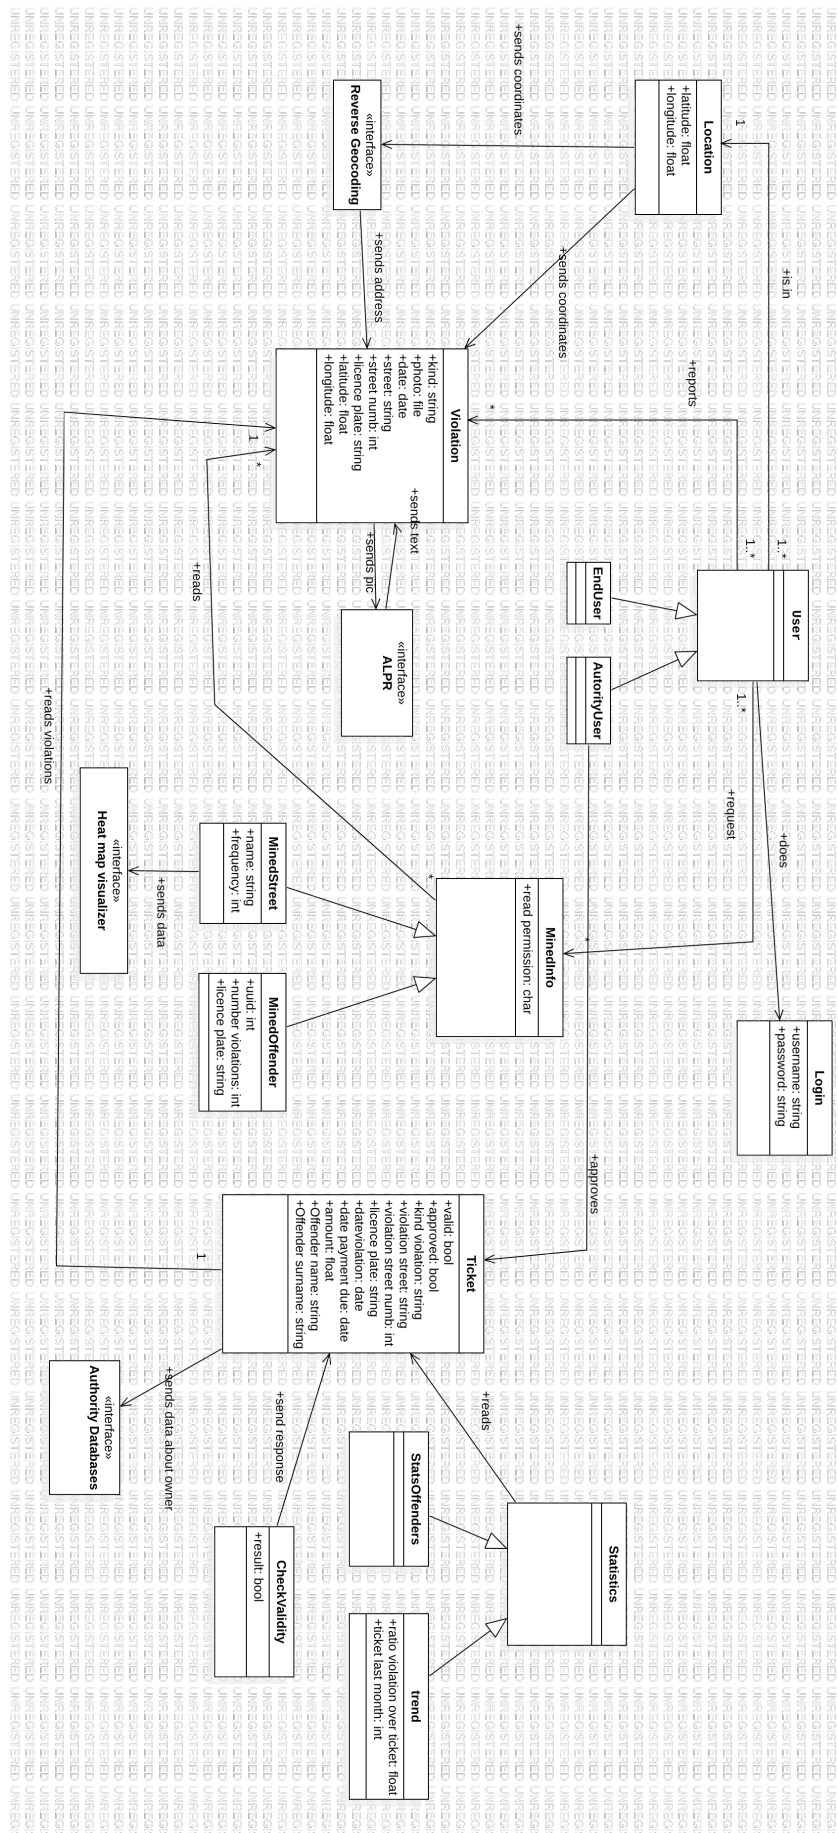 User
+is in
1
1..*
+reports
*
1..*
Location
+latitude: float
+longitude: float
+sends coordinates
+sends coordinates
«interface»
Reverse Geocoding
+sends address
Violation
+kind: string
+photo: file
+date: date
+street: string
+street numb: int
+licence plate: string
+latitude: float
+longitude: float
+sends text
+sends pic
«interface»
ALPR
EndUser
AutorityUser
+does
Login
+username: string
+password: string
1..*
+request
*
MinedInfo
+read permission: char
*
+reads
*
MinedStreet
+name: string
+frequency: int
MinedOffender
+uuid: int
+number violations: int
+licence plate: string
+sends data
«interface»
Heat map visualizer
+approves
Ticket
+valid: bool
+approved: bool
+kind violation: string
+violation street: string
+violation street numb: int
+licence plate: string
+dateviolation: date
+date payment due: date
+amount: float
+Offender name: string
+Offender surname: string
1
+reads violations
1
+sends data about owner
«interface»
Authority Databases
+send response
CheckValidity
+result: bool
+reads
Statistics
StatsOffenders
trend
+ratio violation over ticket: float
+ticket last month: int
UNREGISTERED